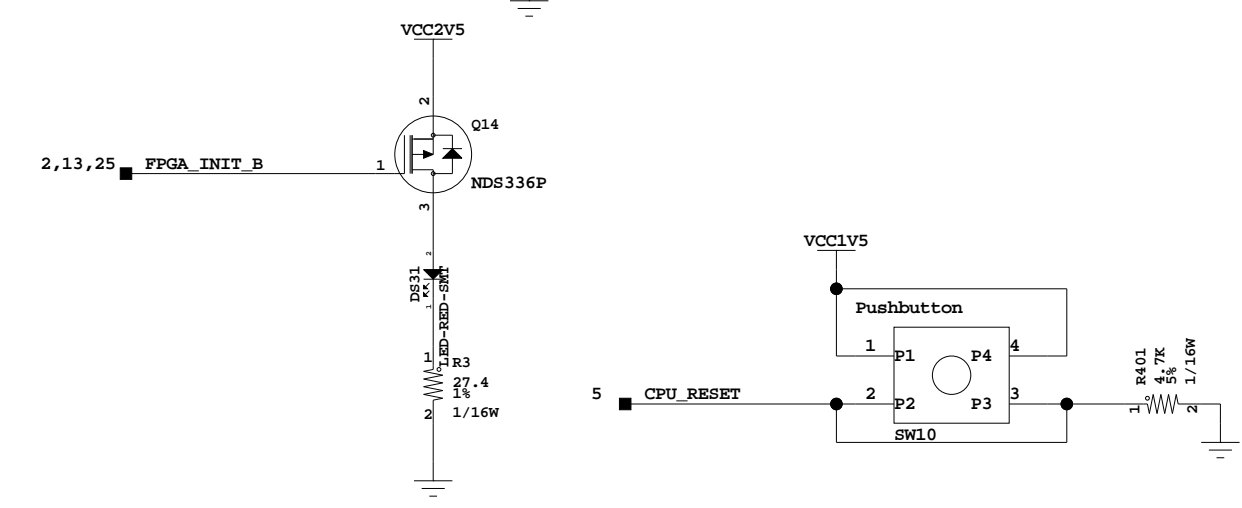 VCC2V5
2
Q14
2,13,25 FPGA_INIT_B
1
NDS336P
3
2
DS31
LED-RED-SMT
1
1
R3
27.4
1%
1/16W
2
VCC1V5
Pushbutton
1 P1 P4 4
5 CPU_RESET
2 P2 P3 3
SW10
R401
4.7K
5%
1/16W
1
2